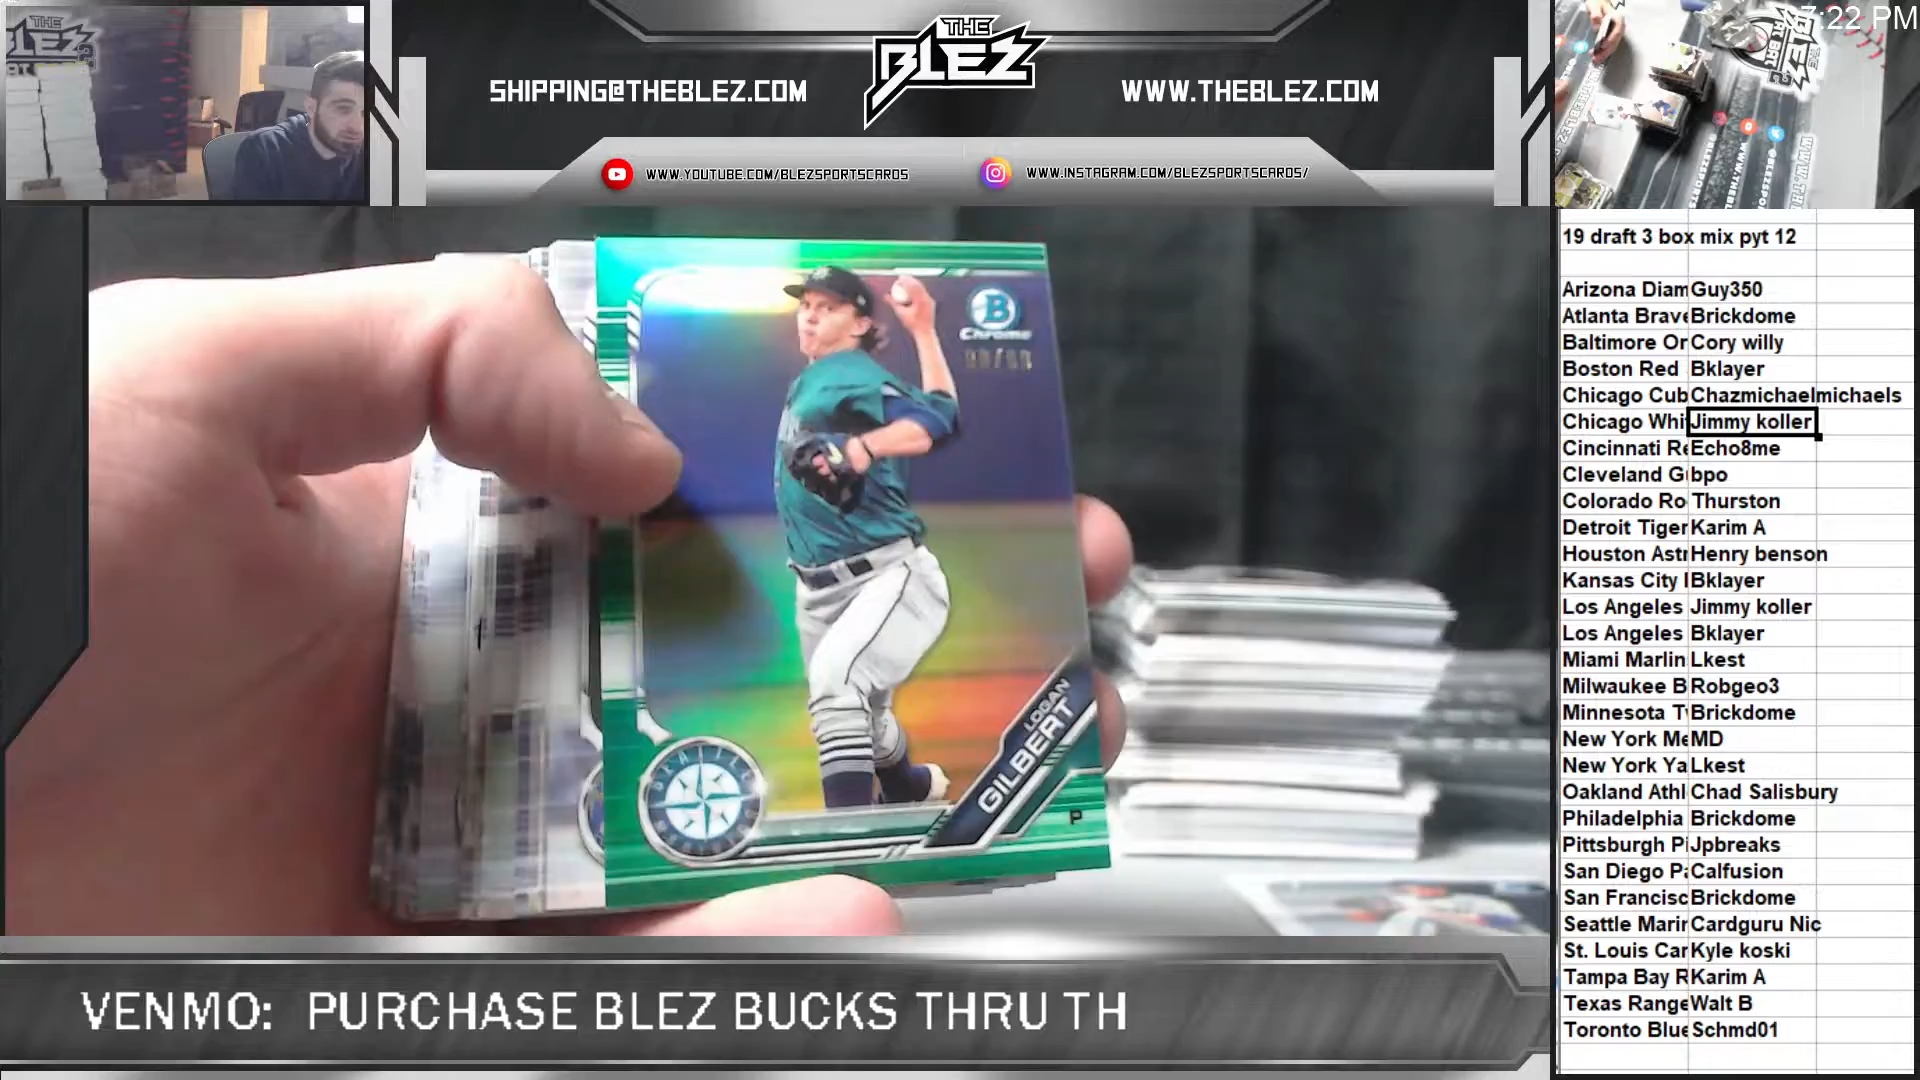 THE
BLEZ
SHIPPING@THEBLEZ.COM
WWW.THEBLEZ.COM
WWW.YOUTUBE.COM/BLEZSPORTSCARDS
WWW.INSTAGRAM.COM/BLEZSPORTSCARDS/
7:22 PM
B
Chrome
LOGAN
GILBERT
P
SEATTLE
MARINERS
19 draft 3 box mix pyt 12
Arizona Diam Guy350
Atlanta Brave Brickdome
Baltimore Or Cory willy
Boston Red Bklayer
Chicago Cub Chazmichaelmichaels
Chicago Whi Jimmy koller
Cincinnati Re Echo8me
Cleveland G bpo
Colorado Ro Thurston
Detroit Tiger Karim A
Houston Astr Henry benson
Kansas City Bklayer
Los Angeles Jimmy koller
Los Angeles Bklayer
Miami Marlin Lkest
Milwaukee B Robgeo3
Minnesota T Brickdome
New York Me MD
New York Ya Lkest
Oakland Athl Chad Salisbury
Philadelphia Brickdome
Pittsburgh Pi Jpbreaks
San Diego Pa Calfusion
San Francisc Brickdome
Seattle Marin Cardguru Nic
St. Louis Car Kyle koski
Tampa Bay R Karim A
Texas Range Walt B
Toronto Blue Schmd01
VENMO: PURCHASE BLEZ BUCKS THRU TH